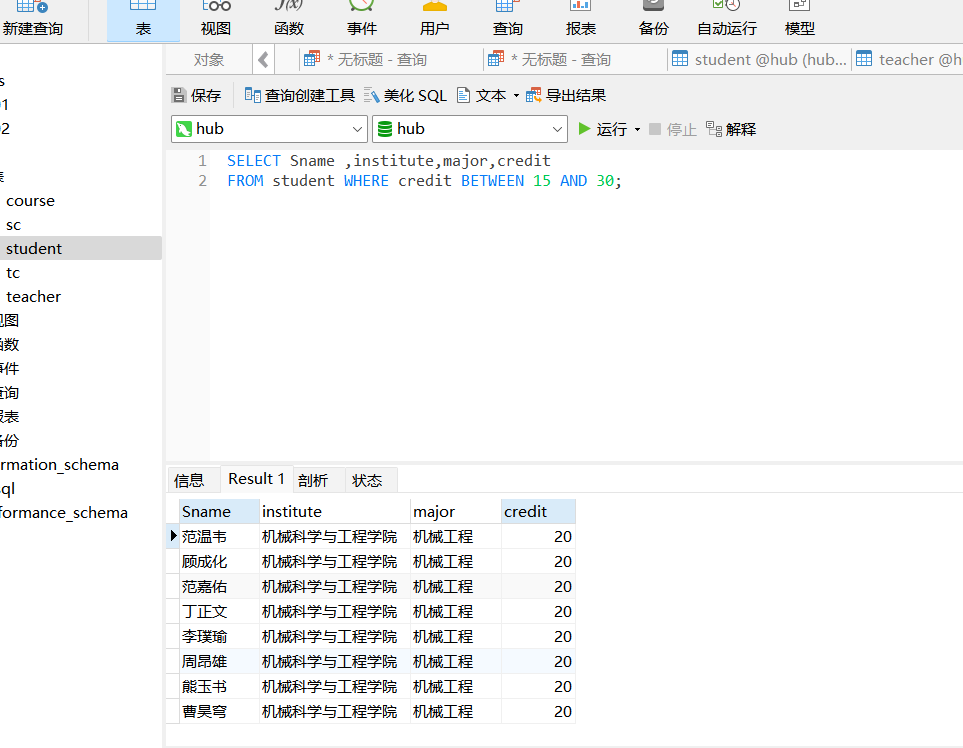 新建查询 表 视图 函数 事件 用户 查询 报表 备份 自动运行 模型
对象 * 无标题 - 查询 * 无标题 - 查询 student @hub (hub... teacher @h
保存 查询创建工具 美化 SQL 文本 导出结果
hub hub 运行 停止 解释
1 SELECT Sname ,institute,major,credit
2 FROM student WHERE credit BETWEEN 15 AND 30;
s
1
2
表
course
sc
student
tc
teacher
视图
函数
事件
查询
报表
备份
rmation_schema
ql
formance_schema
信息 Result 1 剖析 状态
Sname institute major credit
范温韦 机械科学与工程学院 机械工程 20
顾成化 机械科学与工程学院 机械工程 20
范嘉佑 机械科学与工程学院 机械工程 20
丁正文 机械科学与工程学院 机械工程 20
李璞瑜 机械科学与工程学院 机械工程 20
周昂雄 机械科学与工程学院 机械工程 20
熊玉书 机械科学与工程学院 机械工程 20
曹昊穹 机械科学与工程学院 机械工程 20